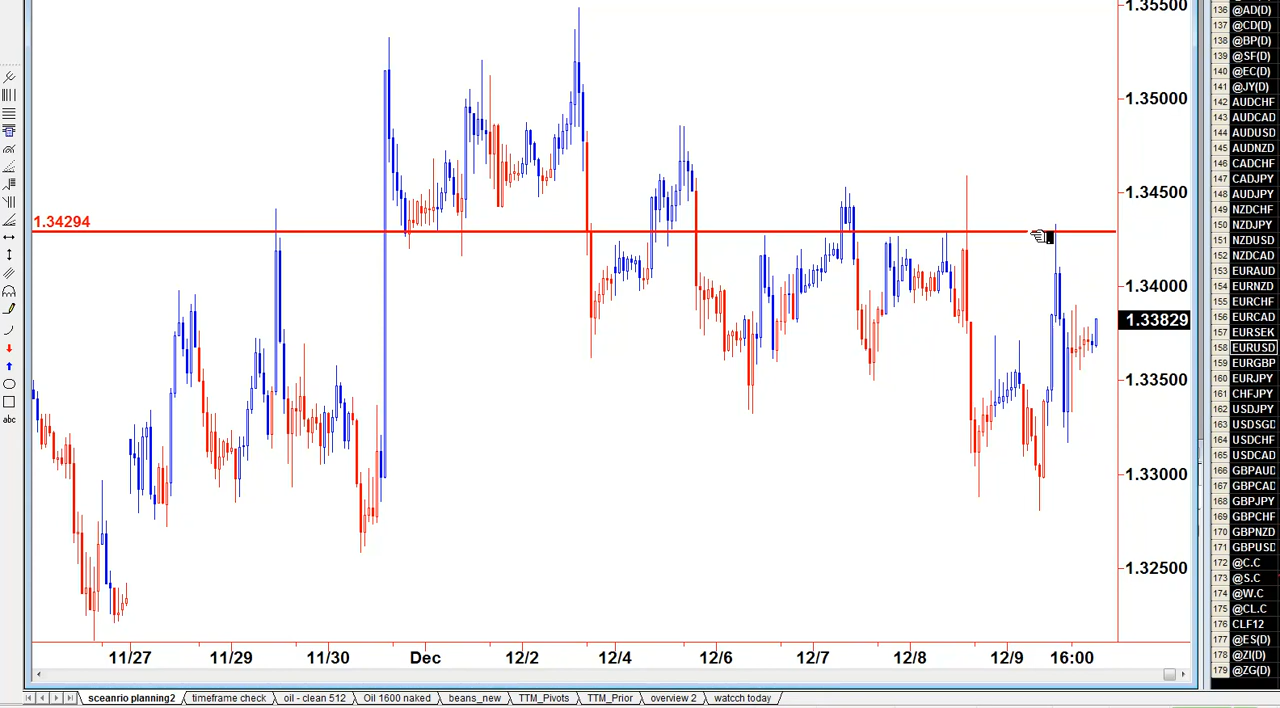 1.35500
1.35000
1.34500
1.34294
1.34000
1.33829
1.33500
1.33000
1.32500
11/27 11/29 11/30 Dec 12/2 12/4 12/6 12/7 12/8 12/9 16:00
sceanrio planning2 timeframe check oil - clean 512 Oil 1600 naked beans_new TTM_Pivots TTM_Prior overview 2 watcch today
abc
136 @AD(D)
137 @CD(D)
138 @BP(D)
139 @SF(D)
140 @EC(D)
141 @JY(D)
142 AUDCHF
143 AUDCAD
144 AUDUSD
145 AUDNZD
146 CADCHF
147 CADJPY
148 AUDJPY
149 NZDCHF
150 NZDJPY
151 NZDUSD
152 NZDCAD
153 EURAUD
154 EURNZD
155 EURCHF
156 EURCAD
157 EURSEK
158 EURUSD
159 EURGBP
160 EURJPY
161 CHFJPY
162 USDJPY
163 USDSGD
164 USDCHF
165 USDCAD
166 GBPAUD
167 GBPCAD
168 GBPJPY
169 GBPCHF
170 GBPNZD
171 GBPUSD
172 @C.C
173 @S.C
174 @W.C
175 @CL.C
176 CLF12
177 @ES(D)
178 @ZI(D)
179 @ZG(D)